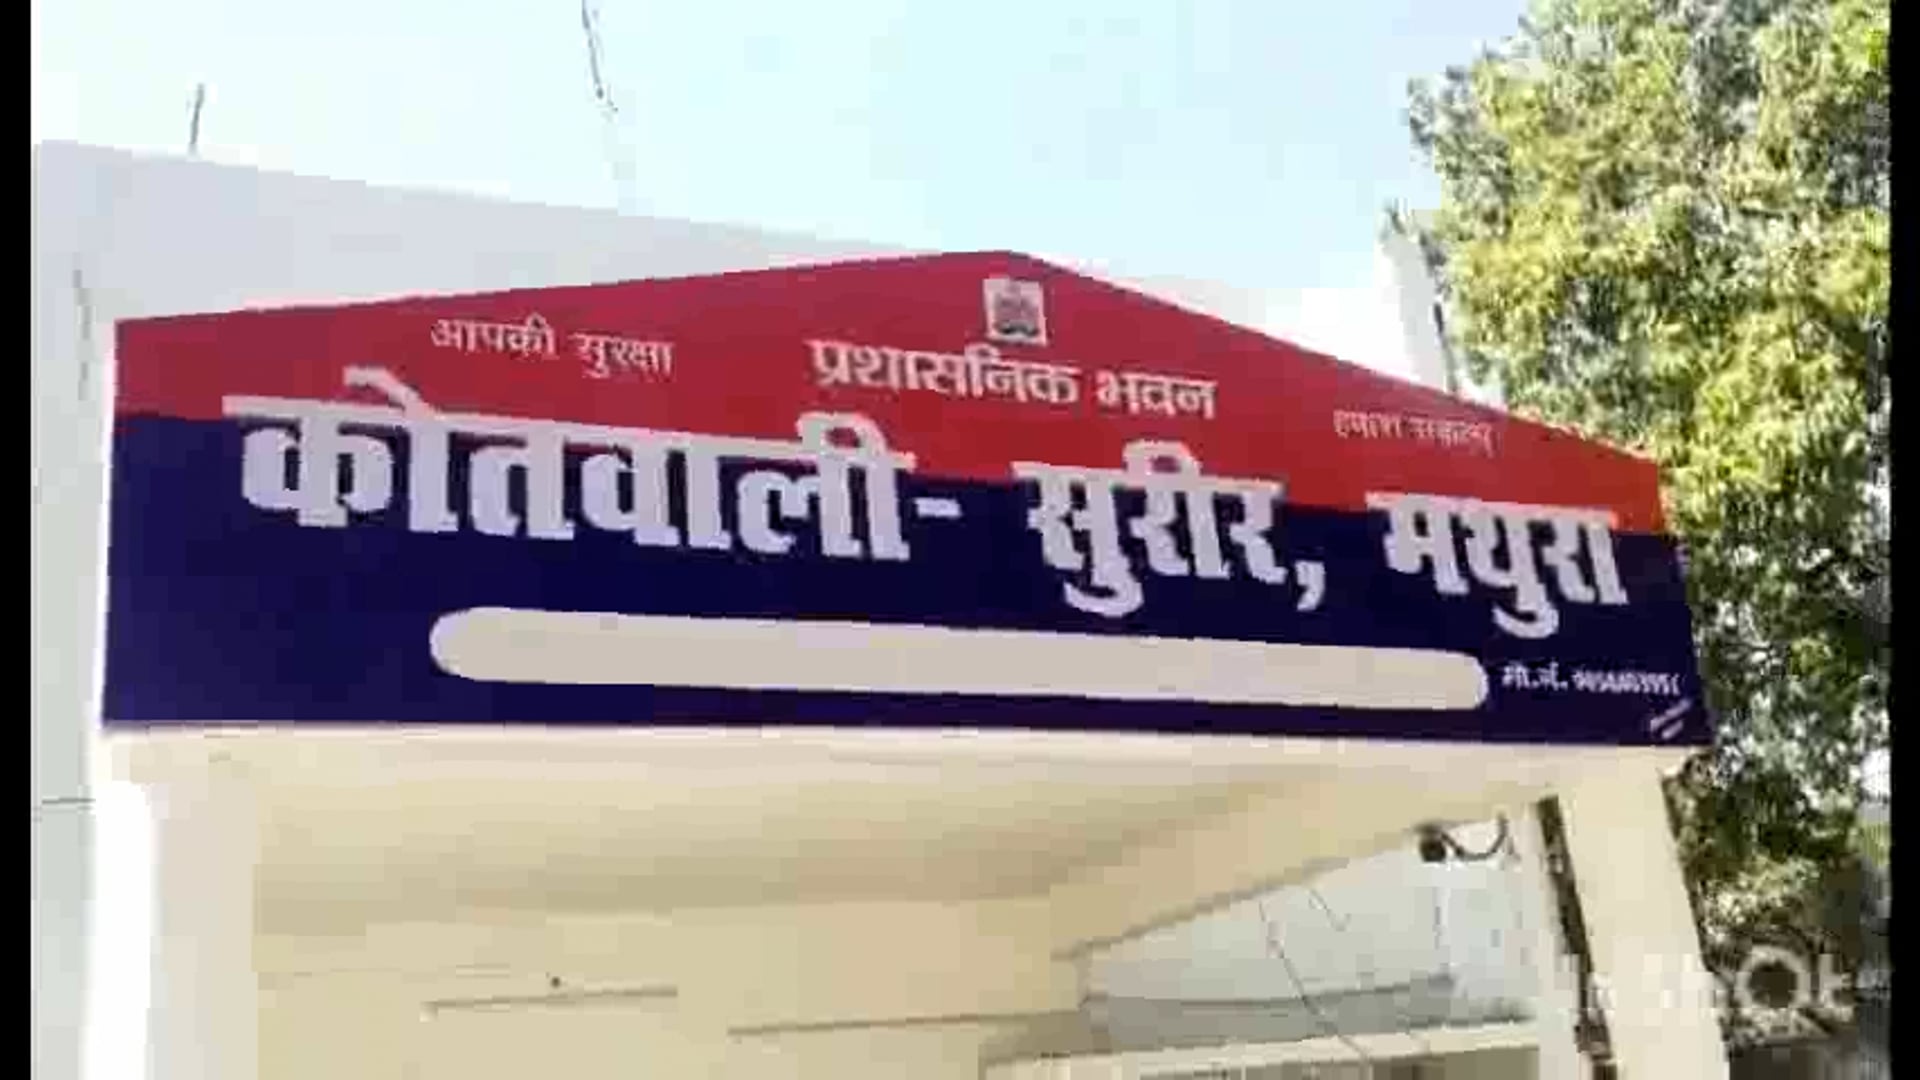 आपकी सुरक्षा
प्रशासनिक भवन
हमारा संकल्प
कोतवाली- सुरीर, मथुरा
मो.नं.